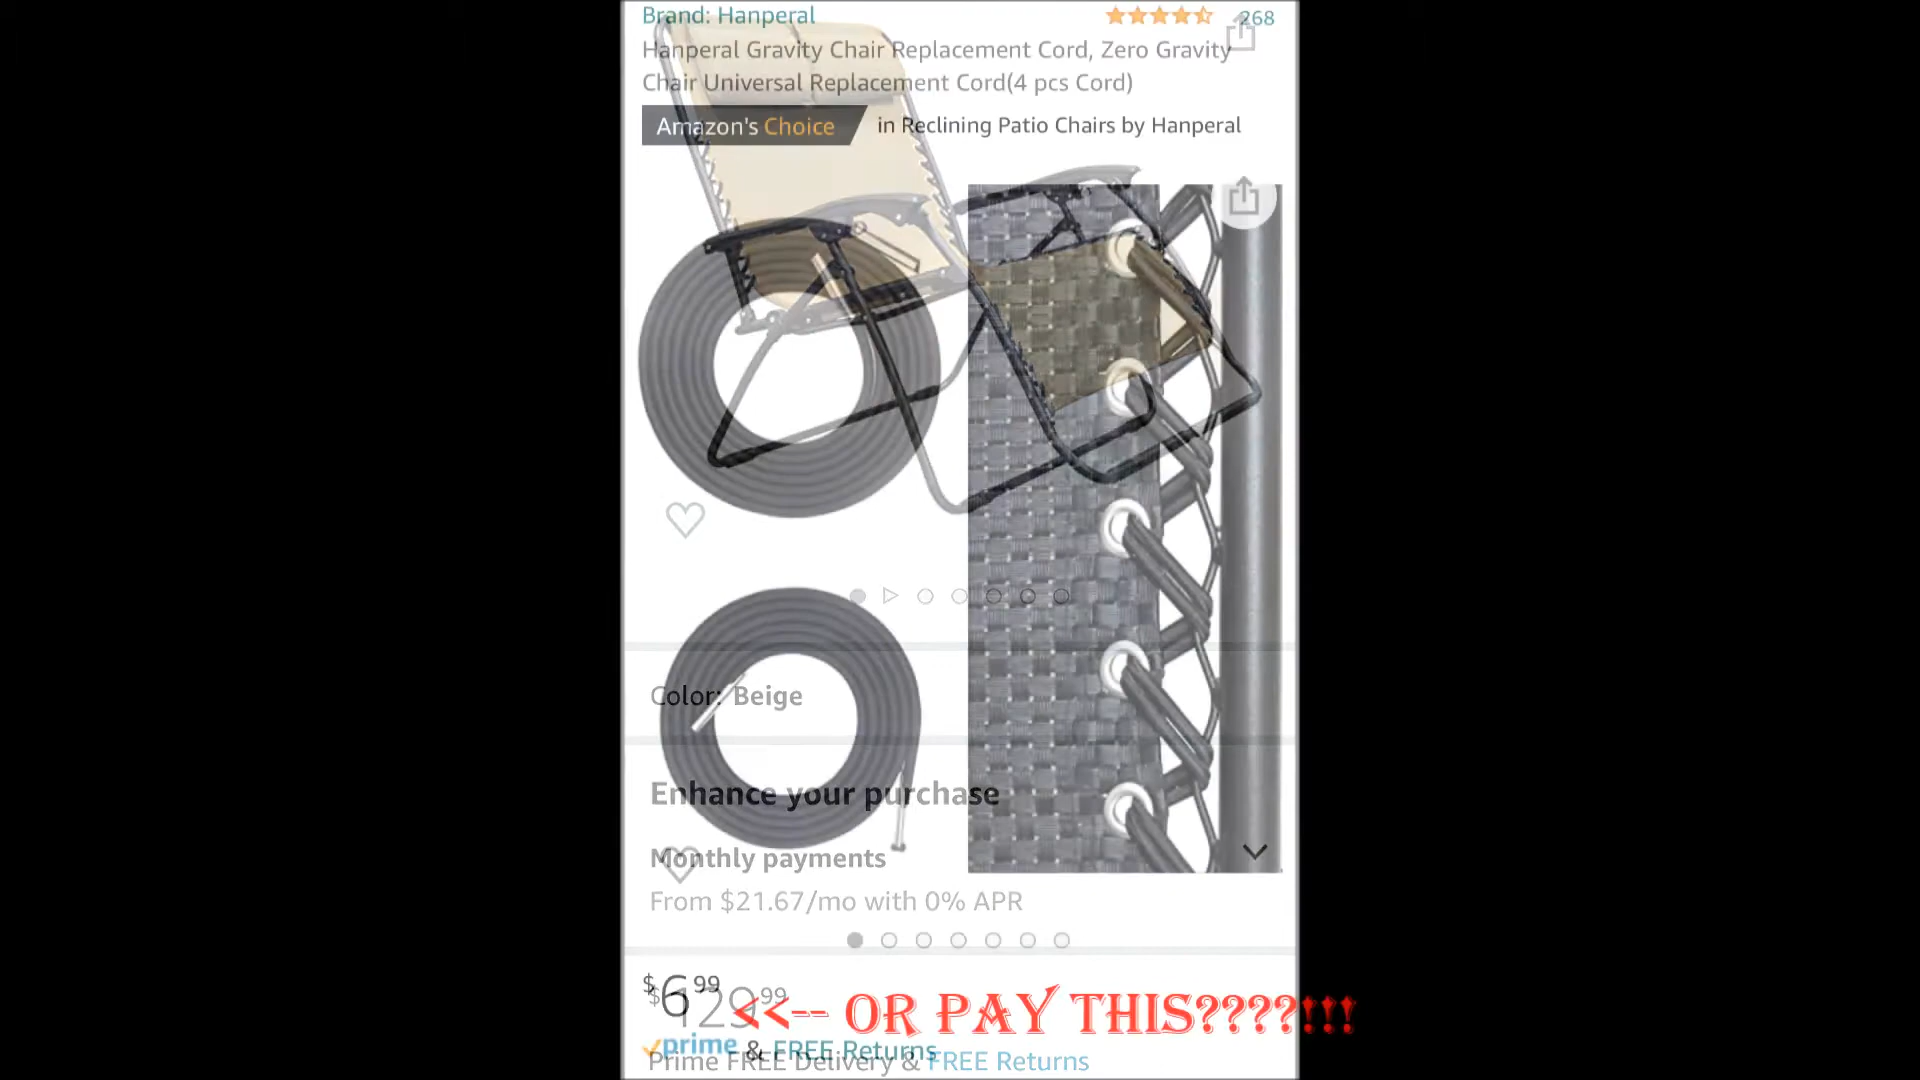 Brand: Hanperal
268
Hanperal Gravity Chair Replacement Cord, Zero Gravity
Chair Universal Replacement Cord(4 pcs Cord)
Amazon's Choice
in Reclining Patio Chairs by Hanperal
Color: Beige
Enhance your purchase
Monthly payments
From $21.67/mo with 0% APR
$6 99
$129 99
<<-- OR PAY THIS????!!!
prime & FREE Returns
Prime FREE Delivery & FREE Returns